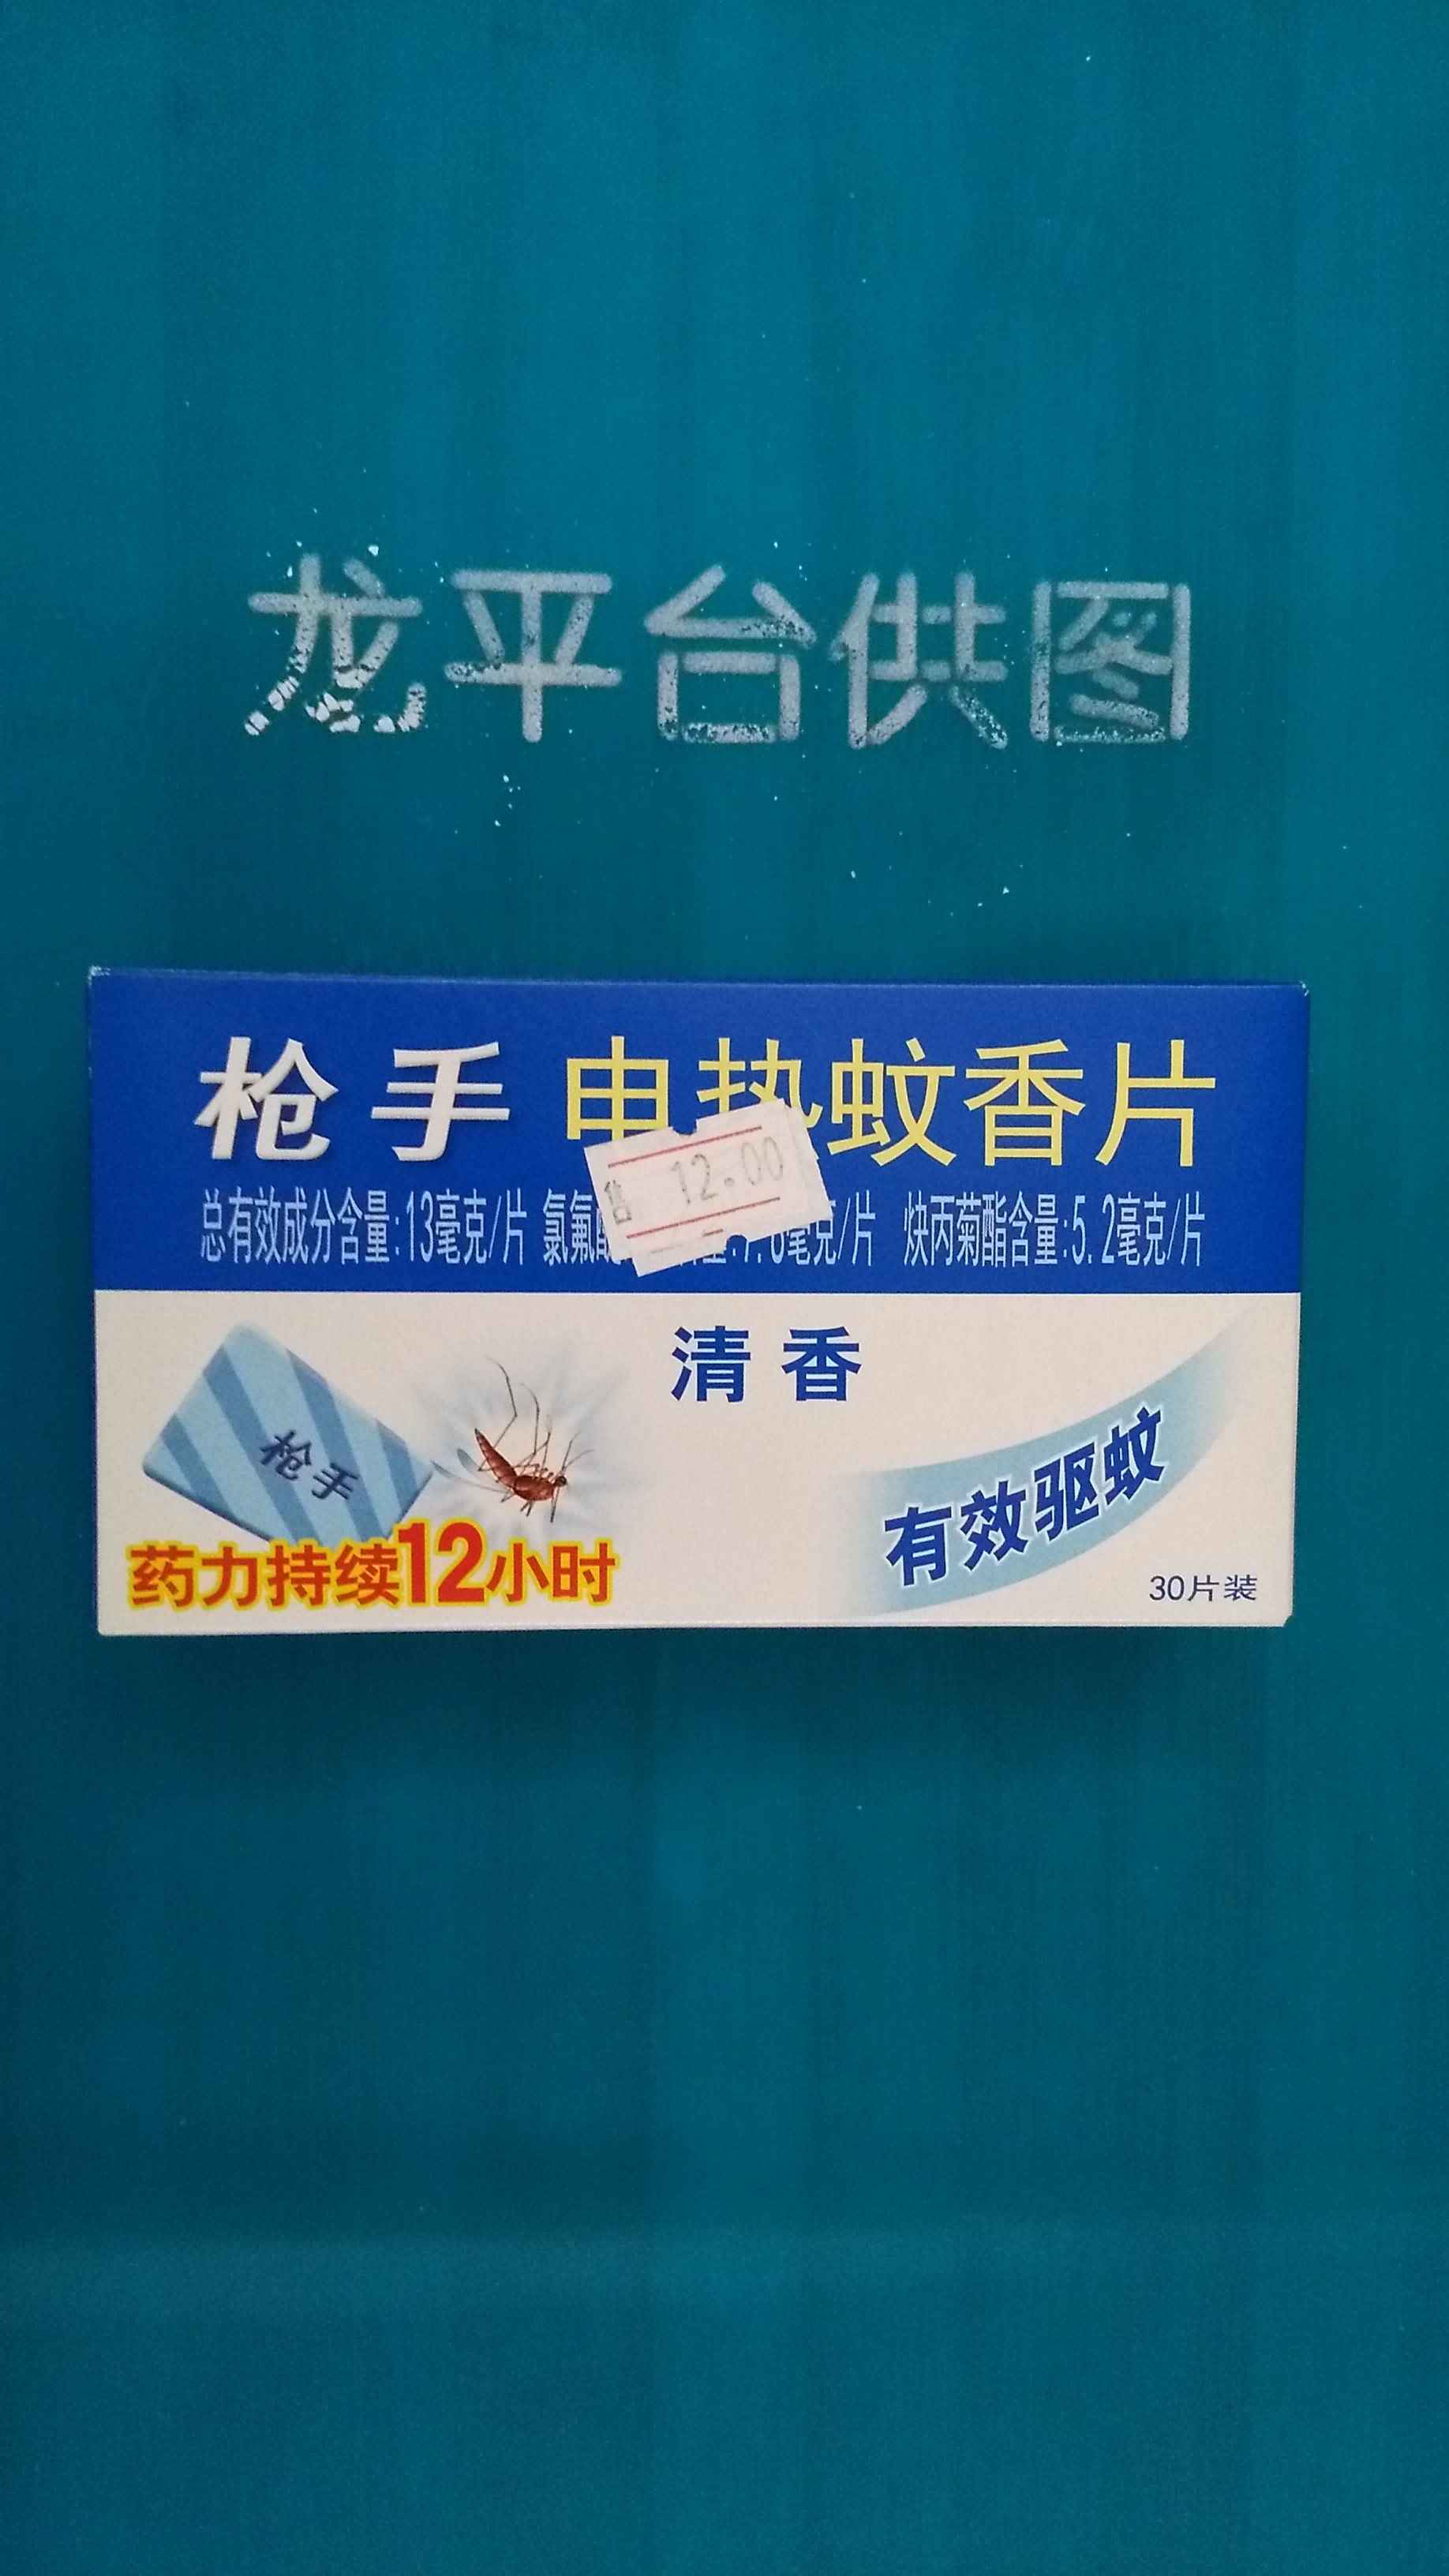 龙平台供图
枪手 电热蚊香片
12.00
总有效成分含量:13毫克/片 氯氟 毫克/片 炔丙菊酯含量:5.2毫克/片
清香
枪手
有效驱蚊
药力持续12小时
30片装